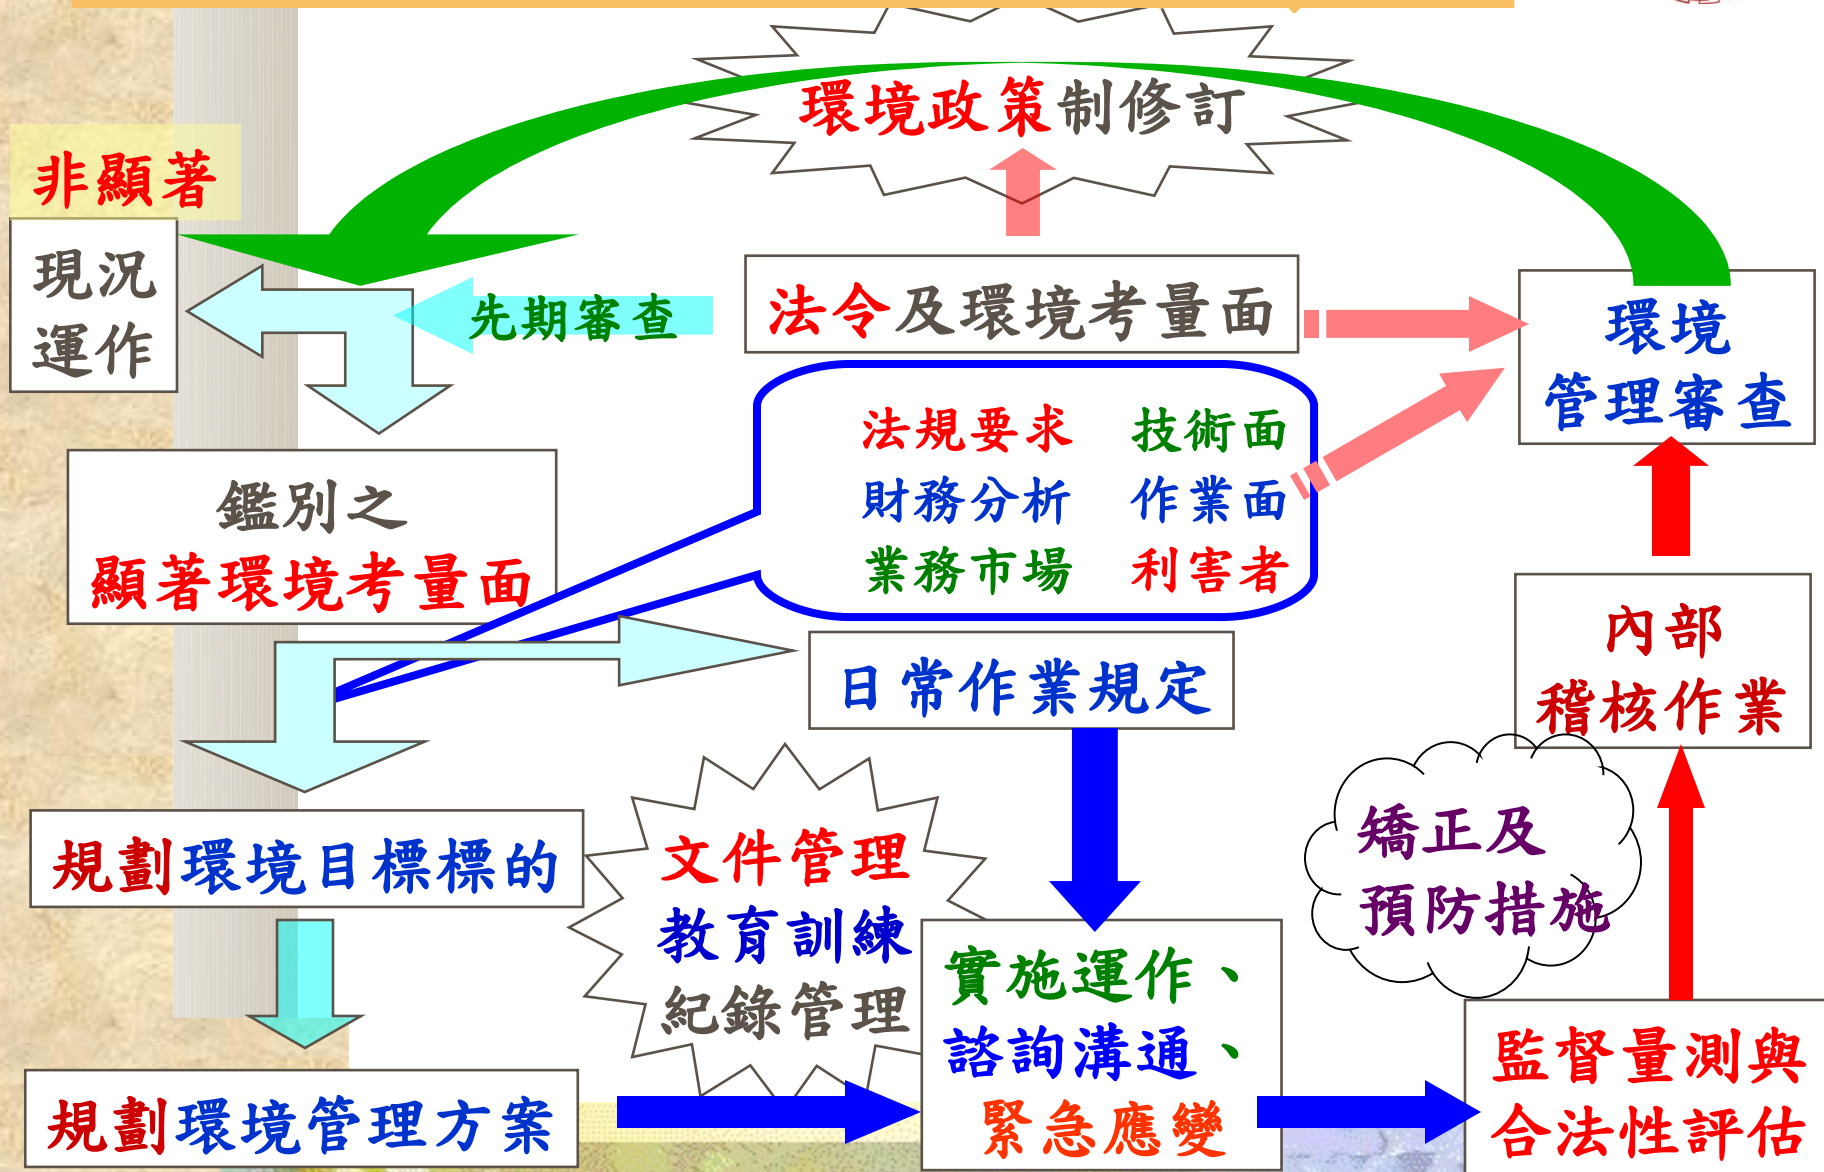 環境政策制修訂
非顯著
現況
運作
先期審查
法令及環境考量面
環境
管理審查
法規要求 技術面
財務分析 作業面
業務市場 利害者
鑑別之
顯著環境考量面
日常作業規定
內部
稽核作業
規劃環境目標標的
文件管理
教育訓練
紀錄管理
矯正及
預防措施
實施運作、
諮詢溝通、
緊急應變
規劃環境管理方案
監督量測與
合法性評估